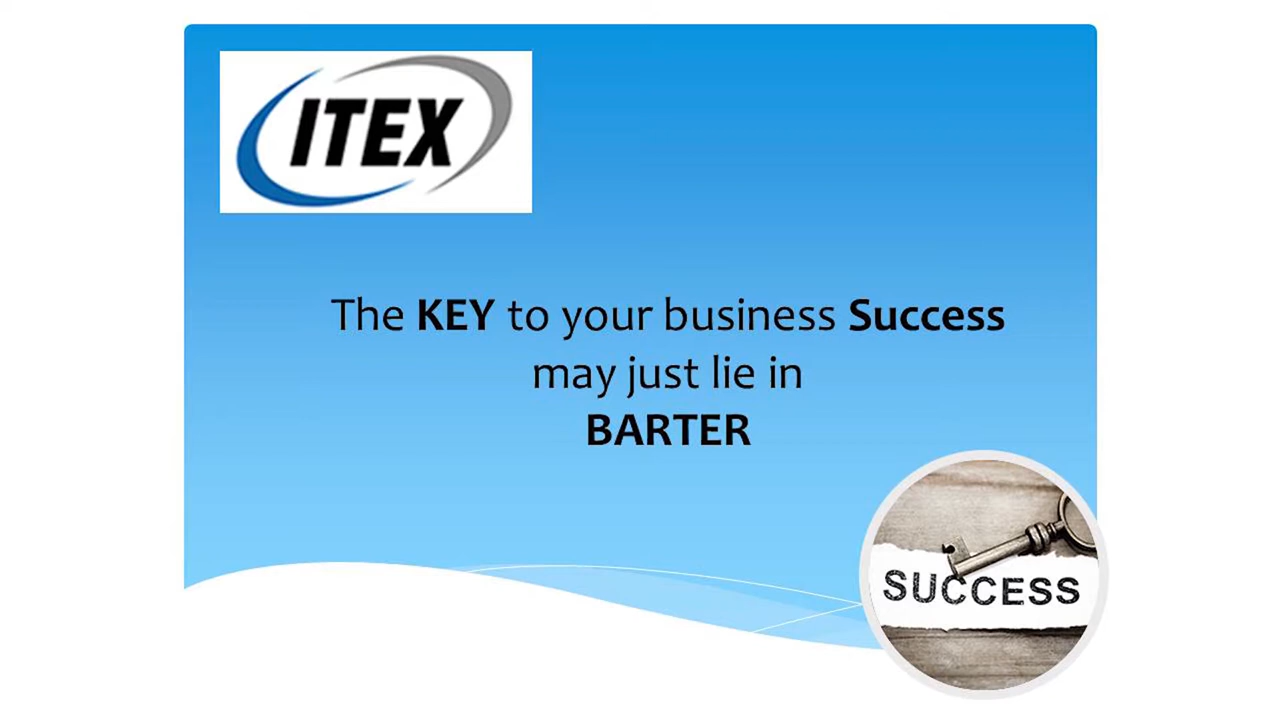 ITEX
The KEY to your business Success
may just lie in
BARTER
SUCCESS